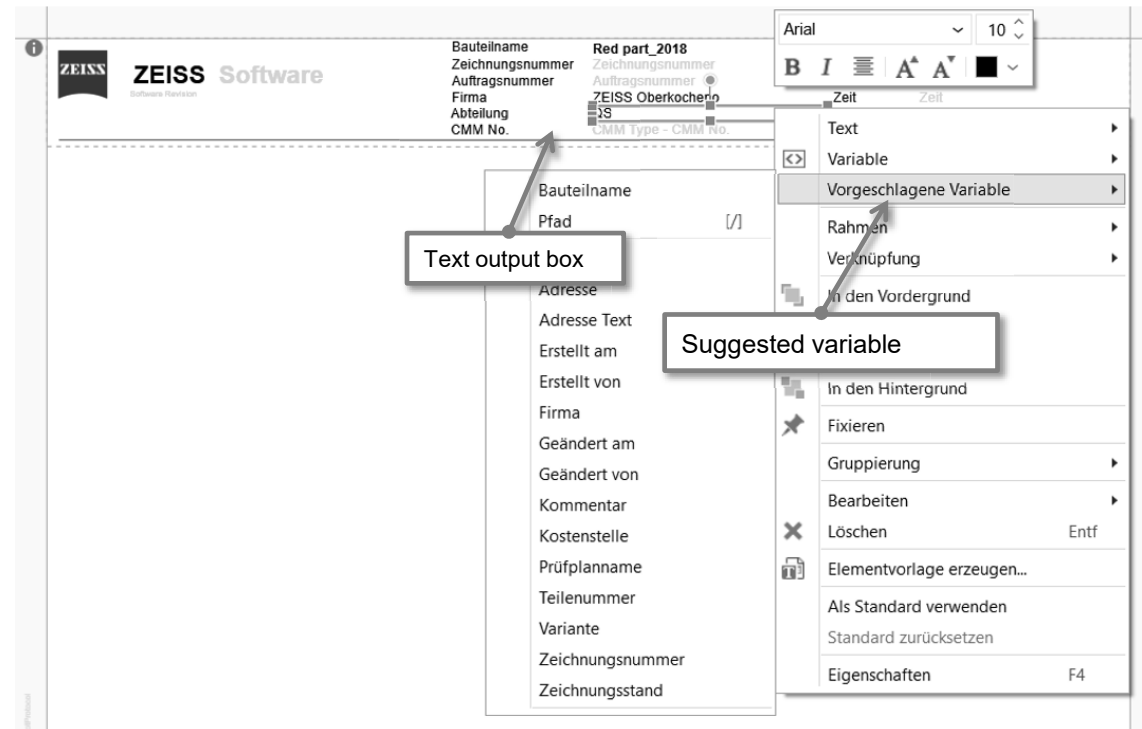 Arial
10
B I A A
ZEISS
ZEISS Software
Software Revision
Bauteilname Red part_2018
Zeichnungsnummer Zeichnungsnummer
Auftragsnummer Auftragsnummer
Firma ZEISS Oberkochen
Abteilung QS
CMM No. CMM Type - CMM No.
Zeit Zeit
Text
Variable
Vorgeschlagene Variable
Rahmen
Verknüpfung
In den Vordergrund
In den Hintergrund
Fixieren
Gruppierung
Bearbeiten
Löschen Entf
Elementvorlage erzeugen...
Als Standard verwenden
Standard zurücksetzen
Eigenschaften F4
Bauteilname
Pfad [/]
Text output box
Suggested variable
Adresse
Adresse Text
Erstellt am
Erstellt von
Firma
Geändert am
Geändert von
Kommentar
Kostenstelle
Prüfplanname
Teilenummer
Variante
Zeichnungsnummer
Zeichnungsstand